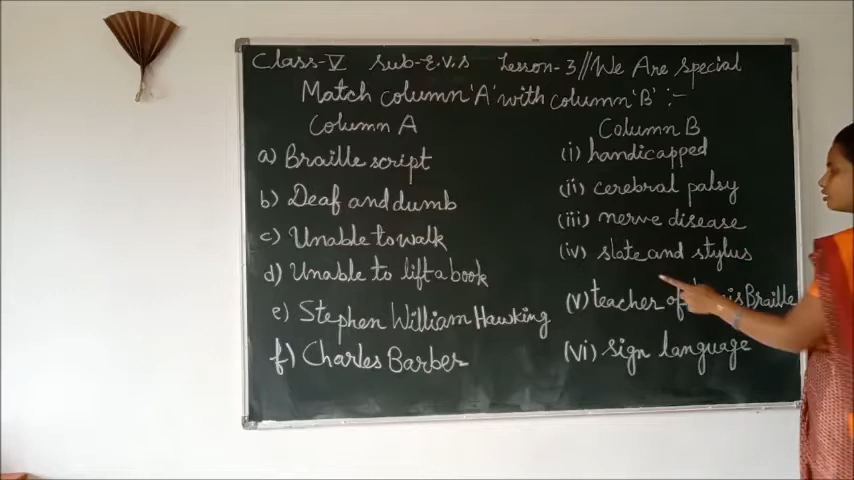 Class-V Sub-E.V.S Lesson-3//We Are Special
Match column 'A' with column 'B' :-
Column A
Column B
a) Braille script
(i) handicapped
b) Deaf and dumb
(ii) cerebral palsy
c) Unable to walk
(iii) nerve disease
d) Unable to lift a book
(iv) slate and stylus
e) Stephen William Hawking
(v) teacher of Braille
f) Charles Barber
(vi) sign language